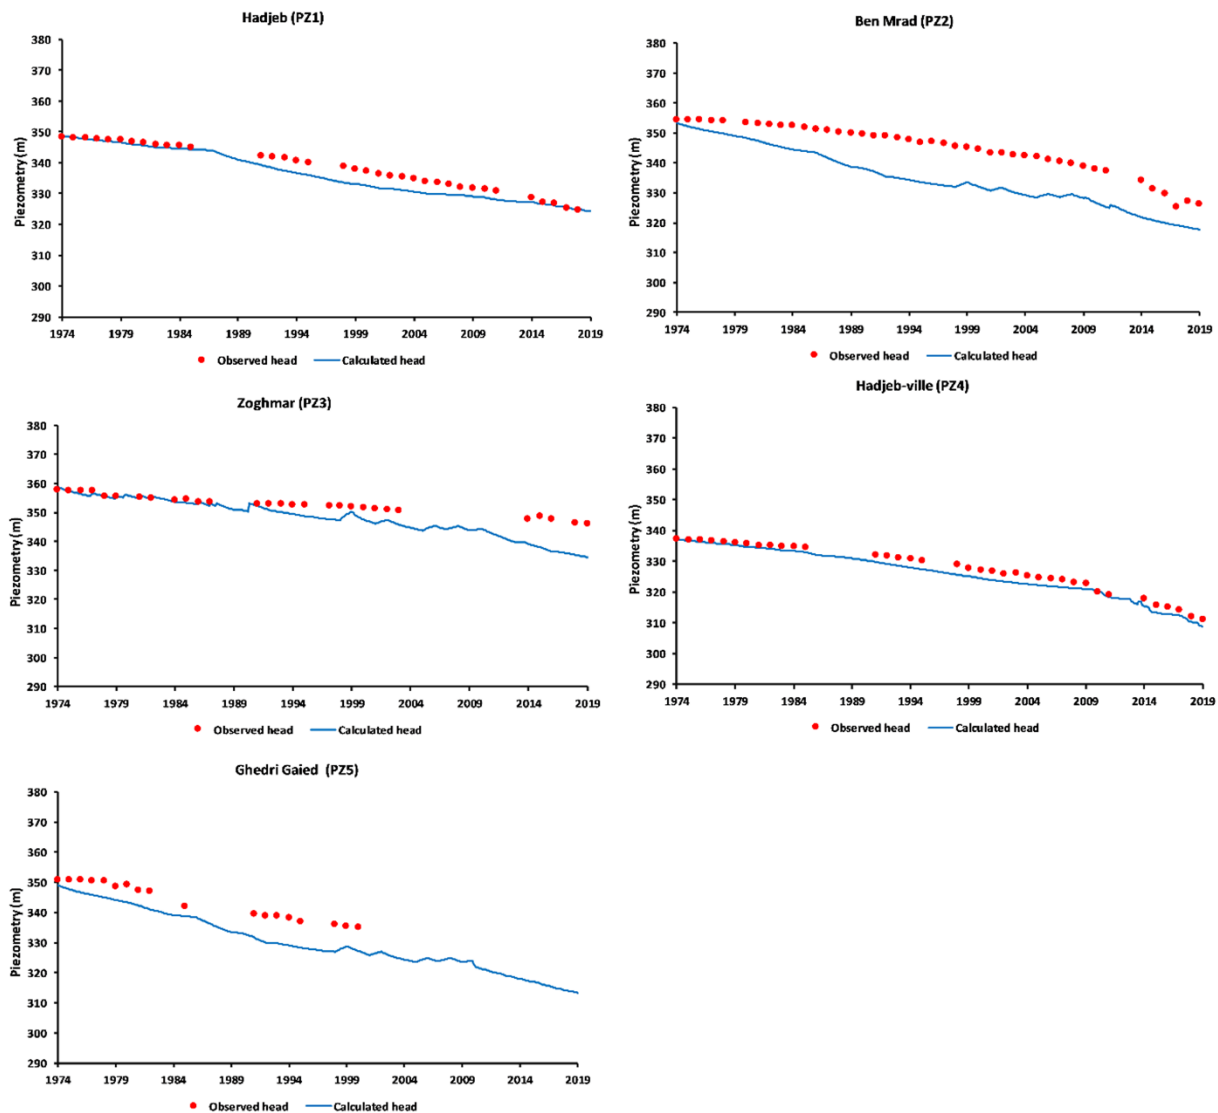 Hadjeb (PZ1)
Piezometry (m)
380
370
360
350
340
330
320
310
300
290
1974 1979 1984 1989 1994 1999 2004 2009 2014 2019
Observed head Calculated head
Ben Mrad (PZ2)
Piezometry (m)
380
370
360
350
340
330
320
310
300
290
1974 1979 1984 1989 1994 1999 2004 2009 2014 2019
Observed head Calculated head
Zoghmar (PZ3)
Piezometry (m)
380
370
360
350
340
330
320
310
300
290
1974 1979 1984 1989 1994 1999 2004 2009 2014 2019
Observed head Calculated head
Hadjeb-ville (PZ4)
Piezometry (m)
380
370
360
350
340
330
320
310
300
290
1974 1979 1984 1989 1994 1999 2004 2009 2014 2019
Observed head Calculated head
Ghedri Gaied (PZ5)
Piezometry (m)
380
370
360
350
340
330
320
310
300
290
1974 1979 1984 1989 1994 1999 2004 2009 2014 2019
Observed head Calculated head